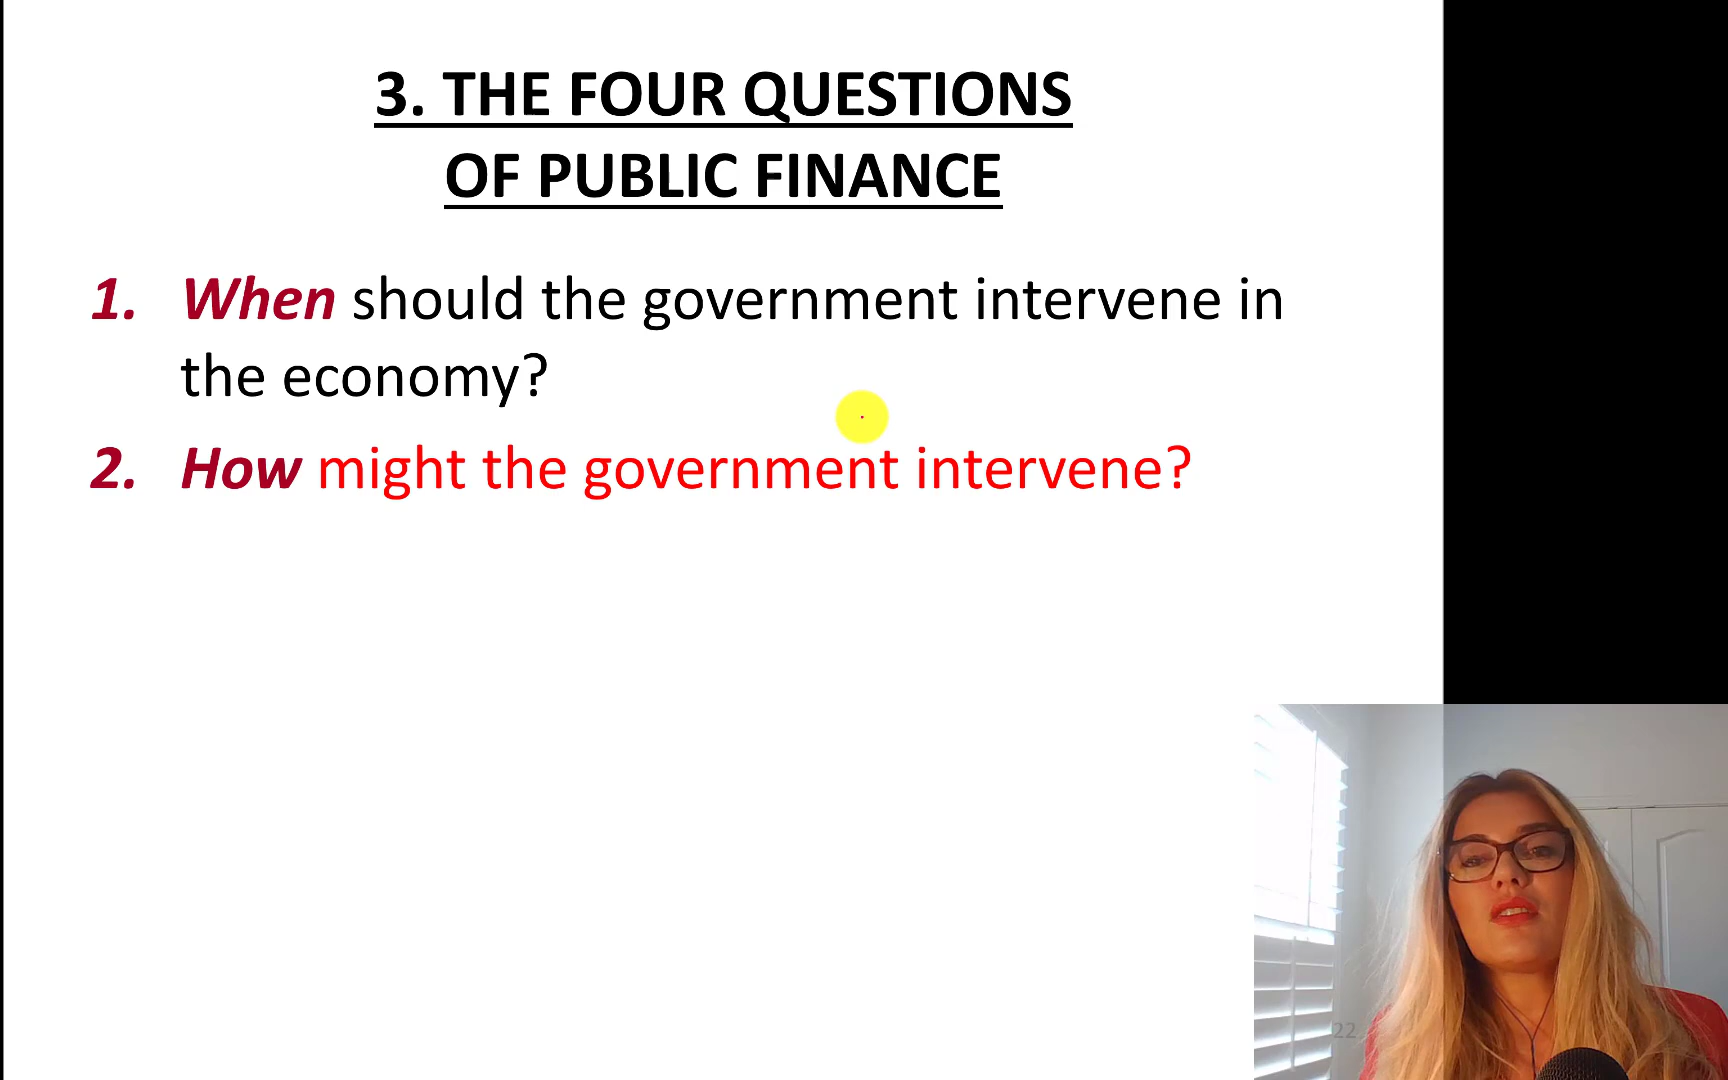 3. THE FOUR QUESTIONS
OF PUBLIC FINANCE
1. When should the government intervene in
the economy?
2. How might the government intervene?
22